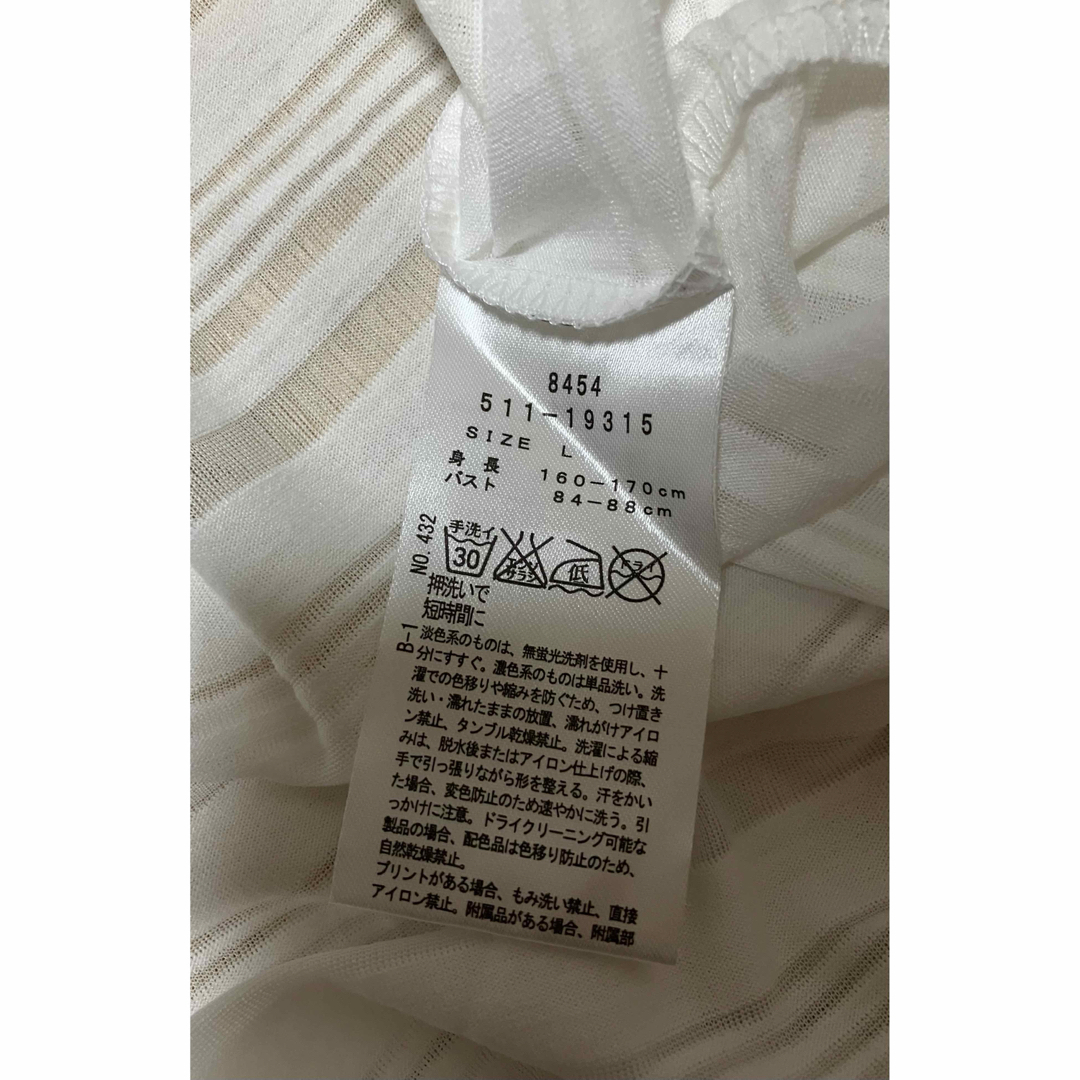 8454
511-19315
SIZE L
身長 160-170cm
バスト 84-88cm
NO. 432
手洗イ
30
エンソサラシ
低
ドライ
押洗いで
短時間に
B-1
淡色系のものは、無蛍光洗剤を使用し、十
分にすすぐ。濃色系のものは単品洗い。洗
濯での色移りや縮みを防ぐため、つけ置き
洗い・濡れたままの放置、濡れがけアイロ
ン禁止、タンブル乾燥禁止。洗濯による縮
みは、脱水後またはアイロン仕上げの際、
手で引っ張りながら形を整える。汗をかい
た場合、変色防止のため速やかに洗う。引
っかけに注意。ドライクリーニング可能な
製品の場合、配色品は色移り防止のため、
自然乾燥禁止。
プリントがある場合、もみ洗い禁止、直接
アイロン禁止。附属品がある場合、附属部